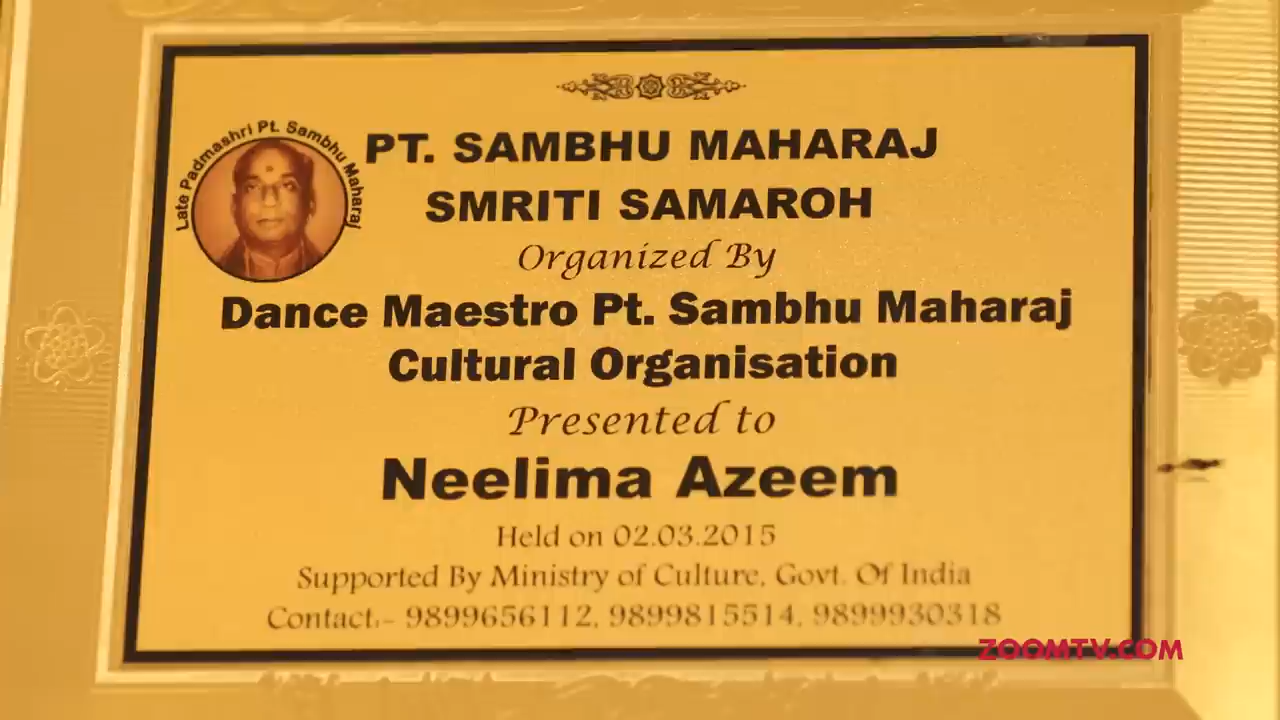 Late Padmashri Pt. Sambhu Maharaj
PT. SAMBHU MAHARAJ
SMRITI SAMAROH
Organized By
Dance Maestro Pt. Sambhu Maharaj
Cultural Organisation
Presented to
Neelima Azeem
Held on 02.03.2015
Supported By Ministry of Culture, Govt. Of India
Contact:- 9899656112, 9899815514, 9899930318
ZOOMTV.COM